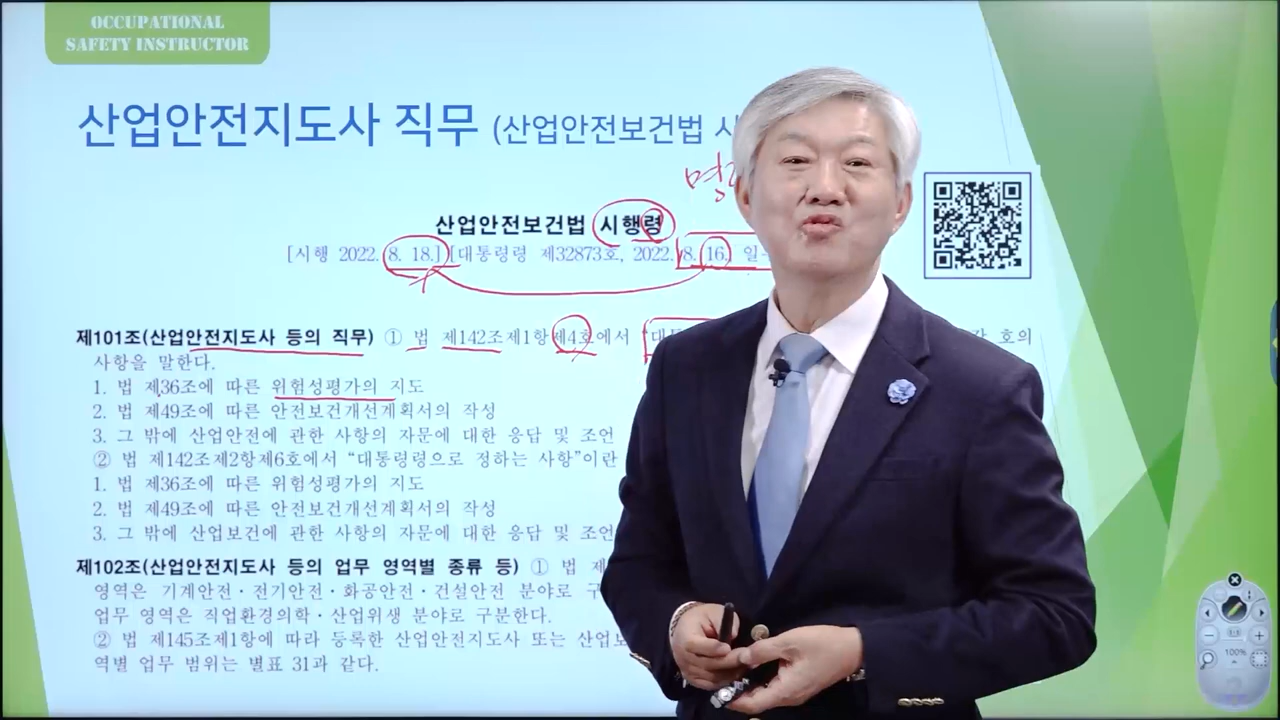 OCCUPATIONAL
SAFETY INSTRUCTOR
산업안전지도사 직무 (산업안전보건법 시
명
산업안전보건법 시행령
[시행 2022. 8. 18.] [대통령령 제32873호, 2022. 8. 16. 일
제101조(산업안전지도사 등의 직무) ① 법 제142조제1항제4호에서 “대 각 호의
사항을 말한다.
1. 법 제36조에 따른 위험성평가의 지도
2. 법 제49조에 따른 안전보건개선계획서의 작성
3. 그 밖에 산업안전에 관한 사항의 자문에 대한 응답 및 조언
② 법 제142조제2항제6호에서 “대통령령으로 정하는 사항”이란
1. 법 제36조에 따른 위험성평가의 지도
2. 법 제49조에 따른 안전보건개선계획서의 작성
3. 그 밖에 산업보건에 관한 사항의 자문에 대한 응답 및 조언
제102조(산업안전지도사 등의 업무 영역별 종류 등) ① 법 제
영역은 기계안전·전기안전·화공안전·건설안전 분야로 구
업무 영역은 직업환경의학·산업위생 분야로 구분한다.
② 법 제145조제1항에 따라 등록한 산업안전지도사 또는 산업보
역별 업무 범위는 별표 31과 같다.
100%